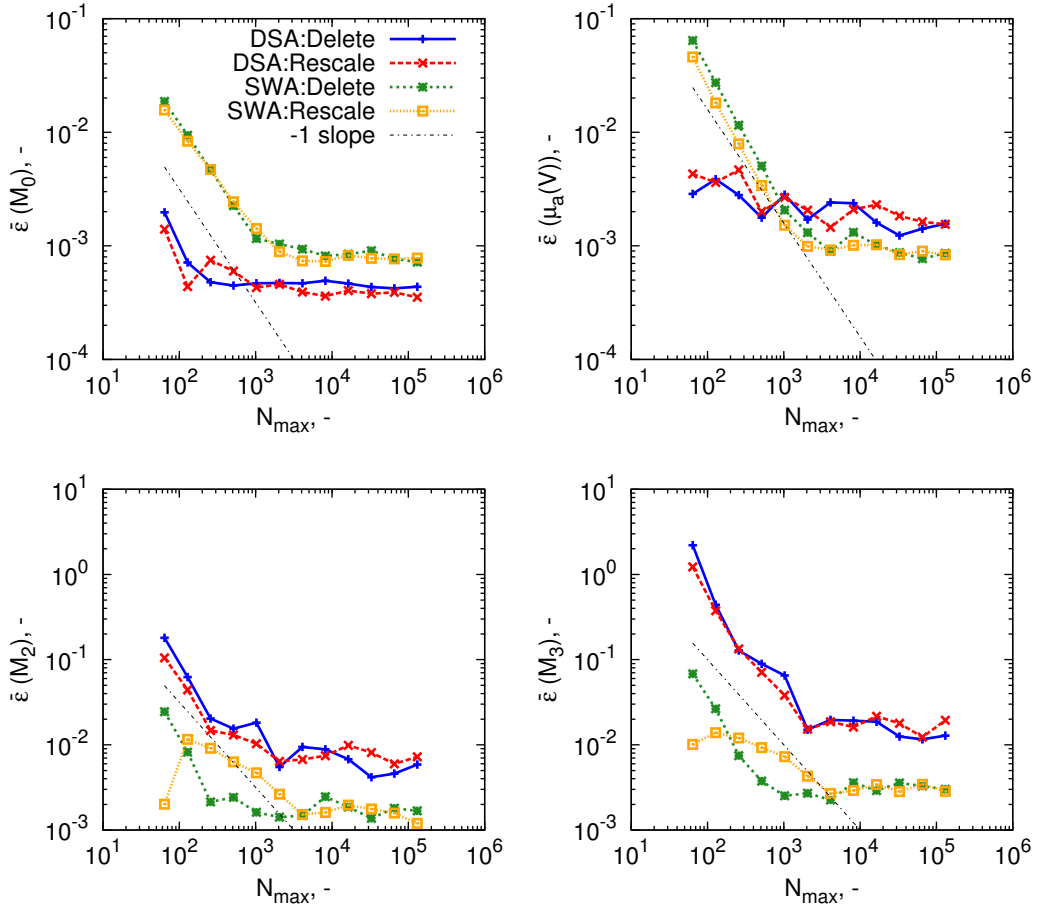 10^-1
10^-2
10^-3
10^-4
ε̄ (M_0), -
DSA:Delete
DSA:Rescale
SWA:Delete
SWA:Rescale
-1 slope
10^1 10^2 10^3 10^4 10^5 10^6
N_max, -
10^-1
10^-2
10^-3
10^-4
ε̄ (μ_a(V)), -
10^1 10^2 10^3 10^4 10^5 10^6
N_max, -
10^1
10^0
10^-1
10^-2
10^-3
ε̄ (M_2), -
10^1 10^2 10^3 10^4 10^5 10^6
N_max, -
10^1
10^0
10^-1
10^-2
10^-3
ε̄ (M_3), -
10^1 10^2 10^3 10^4 10^5 10^6
N_max, -